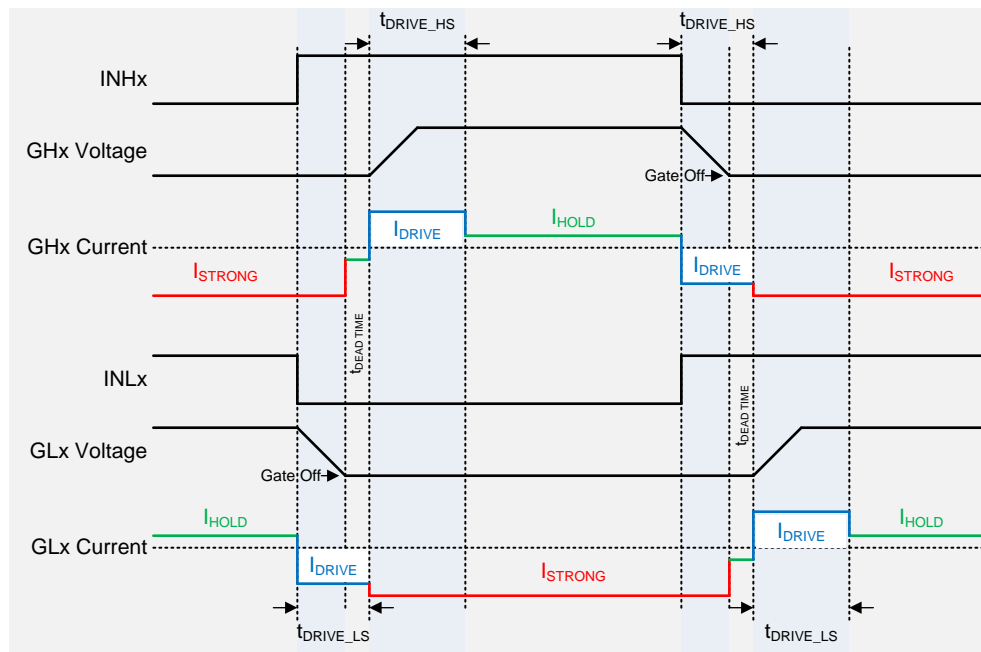 tDRIVE_HS tDRIVE_HS
INHx
GHx Voltage
Gate Off
GHx Current
IDRIVE IHOLD IDRIVE
ISTRONG ISTRONG
tDEAD TIME
INLx
tDEAD TIME
GLx Voltage
Gate Off
IHOLD IHOLD
GLx Current
IDRIVE ISTRONG IDRIVE
tDRIVE_LS tDRIVE_LS